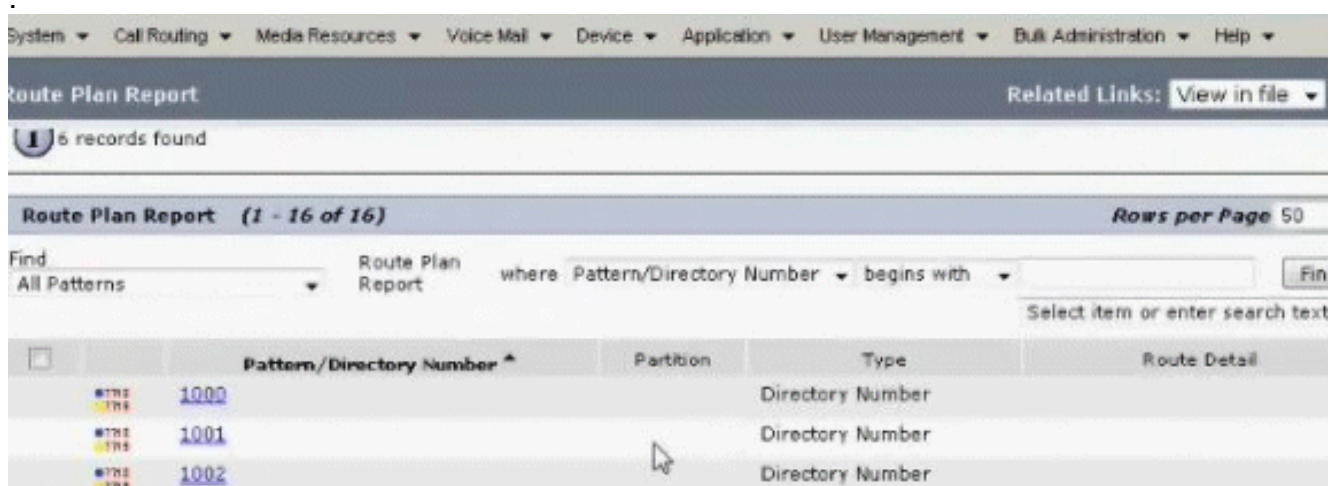 System Call Routing Media Resources Voice Mail Device Application User Management Bulk Administration Help
Route Plan Report Related Links: View in file
1 6 records found
Route Plan Report (1 - 16 of 16) Rows per Page 50
Find All Patterns Route Plan Report where Pattern/Directory Number begins with Fin
Select item or enter search text
Pattern/Directory Number Partition Type Route Detail
1000 Directory Number
1001 Directory Number
1002 Directory Number